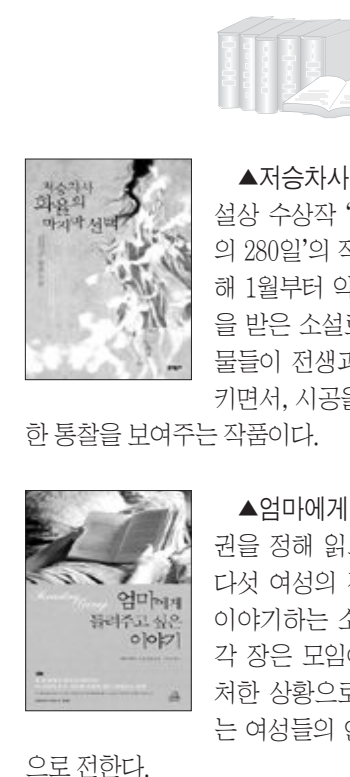 저승차사
화율의
마지막 선택
▲저승차사
설상 수상작 ‘
의 280일’의 작
해 1월부터 약
을 받은 소설로
물들이 전생과
키면서, 시공을
한 통찰을 보여주는 작품이다.
엄마에게
들려주고 싶은
이야기
▲엄마에게
권을 정해 읽
다섯 여성의
이야기하는 소
각 장은 모임이
처한 상황으로
는 여성들의
으로 전한다.